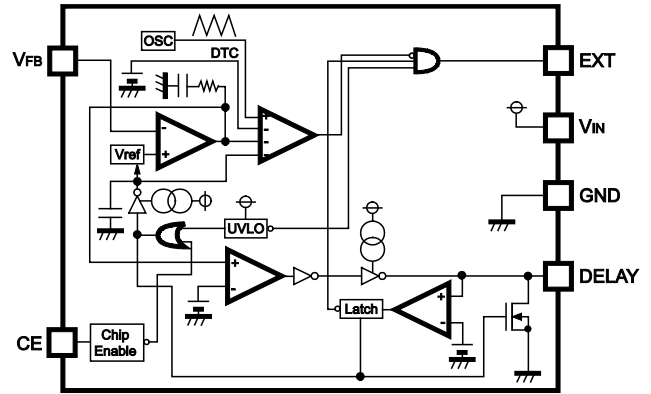 OSC
DTC
VFB
EXT
Vref
VIN
GND
UVLO
DELAY
Latch
CE
Chip
Enable
+
-
-
-
-
+
+
-
+
-